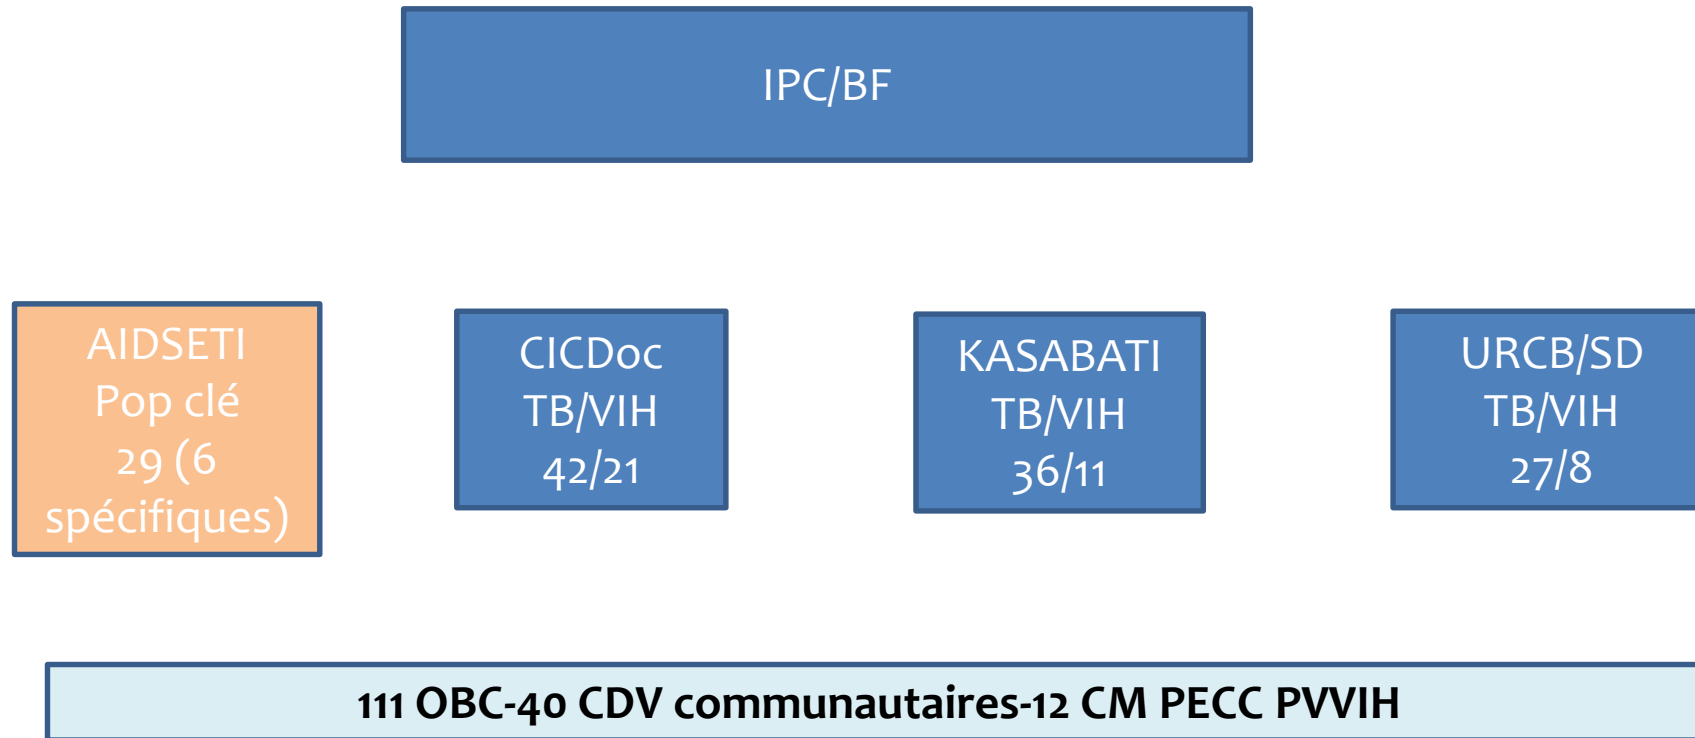 IPC/BF
AIDSETI
Pop clé
29 (6
spécifiques)
CICDoc
TB/VIH
42/21
KASABATI
TB/VIH
36/11
URCB/SD
TB/VIH
27/8
111 OBC-40 CDV communautaires-12 CM PECC PVVIH